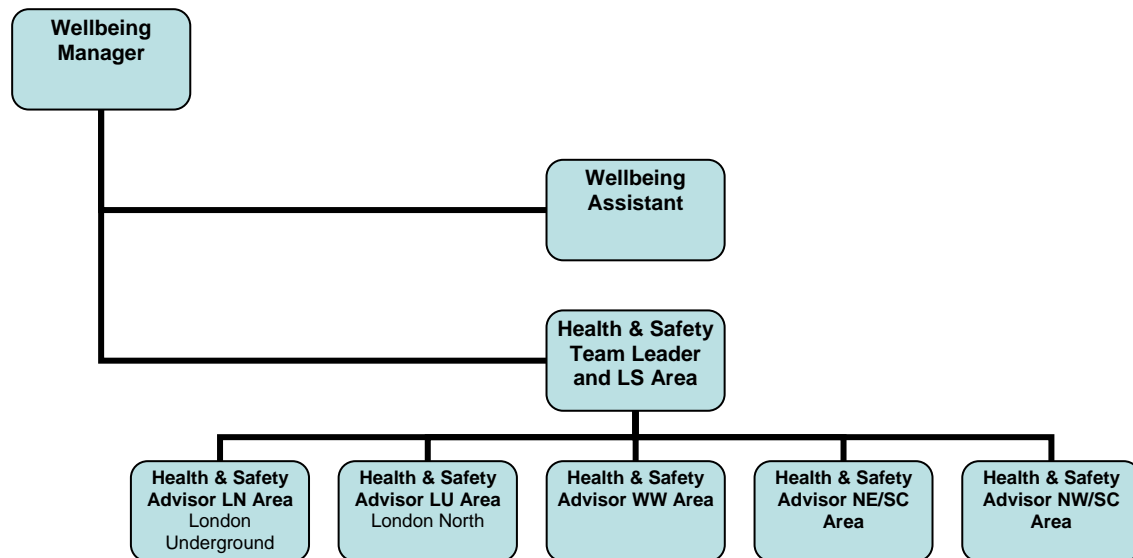 Wellbeing
Manager
Wellbeing
Assistant
Health & Safety
Team Leader
and LS Area
Health & Safety
Advisor LN Area
London
Underground
Health & Safety
Advisor LU Area
London North
Health & Safety
Advisor WW Area
Health & Safety
Advisor NE/SC
Area
Health & Safety
Advisor NW/SC
Area